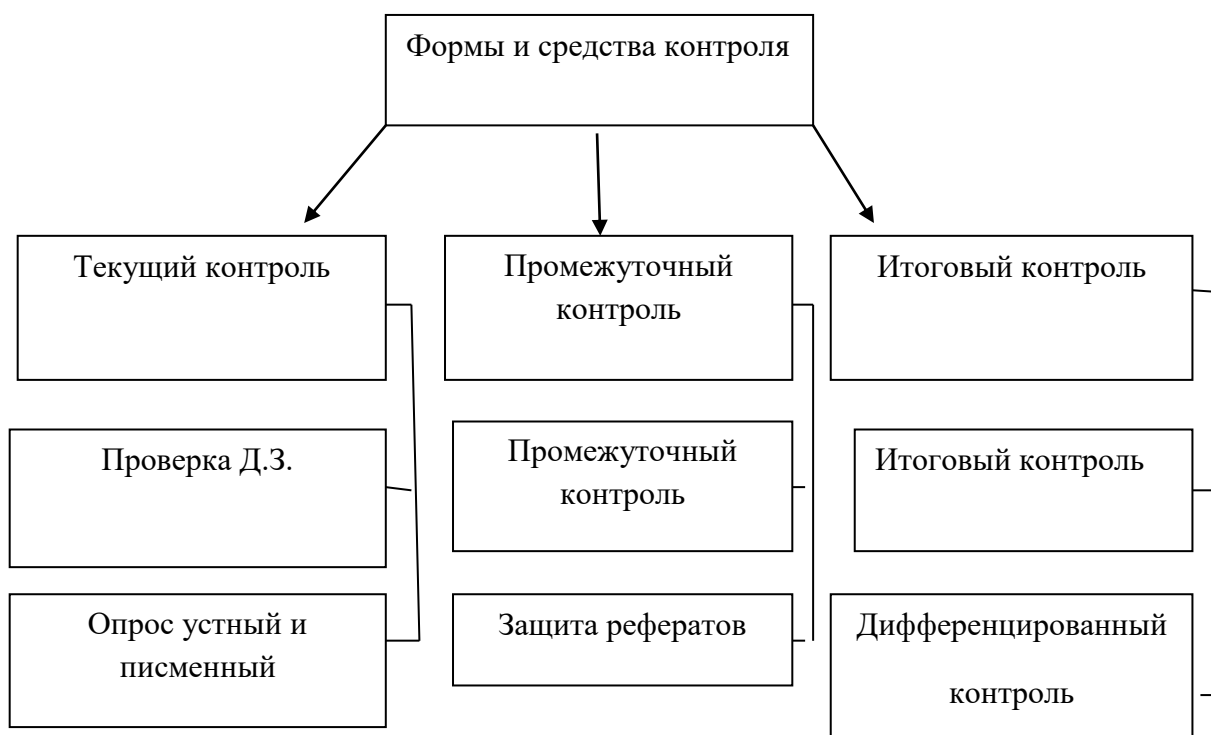 Формы и средства контроля
Текущий контроль
Промежуточный
контроль
Итоговый контроль
Проверка Д.З.
Промежуточный
контроль
Итоговый контроль
Опрос устный и
писменный
Защита рефератов
Дифференцированный
контроль